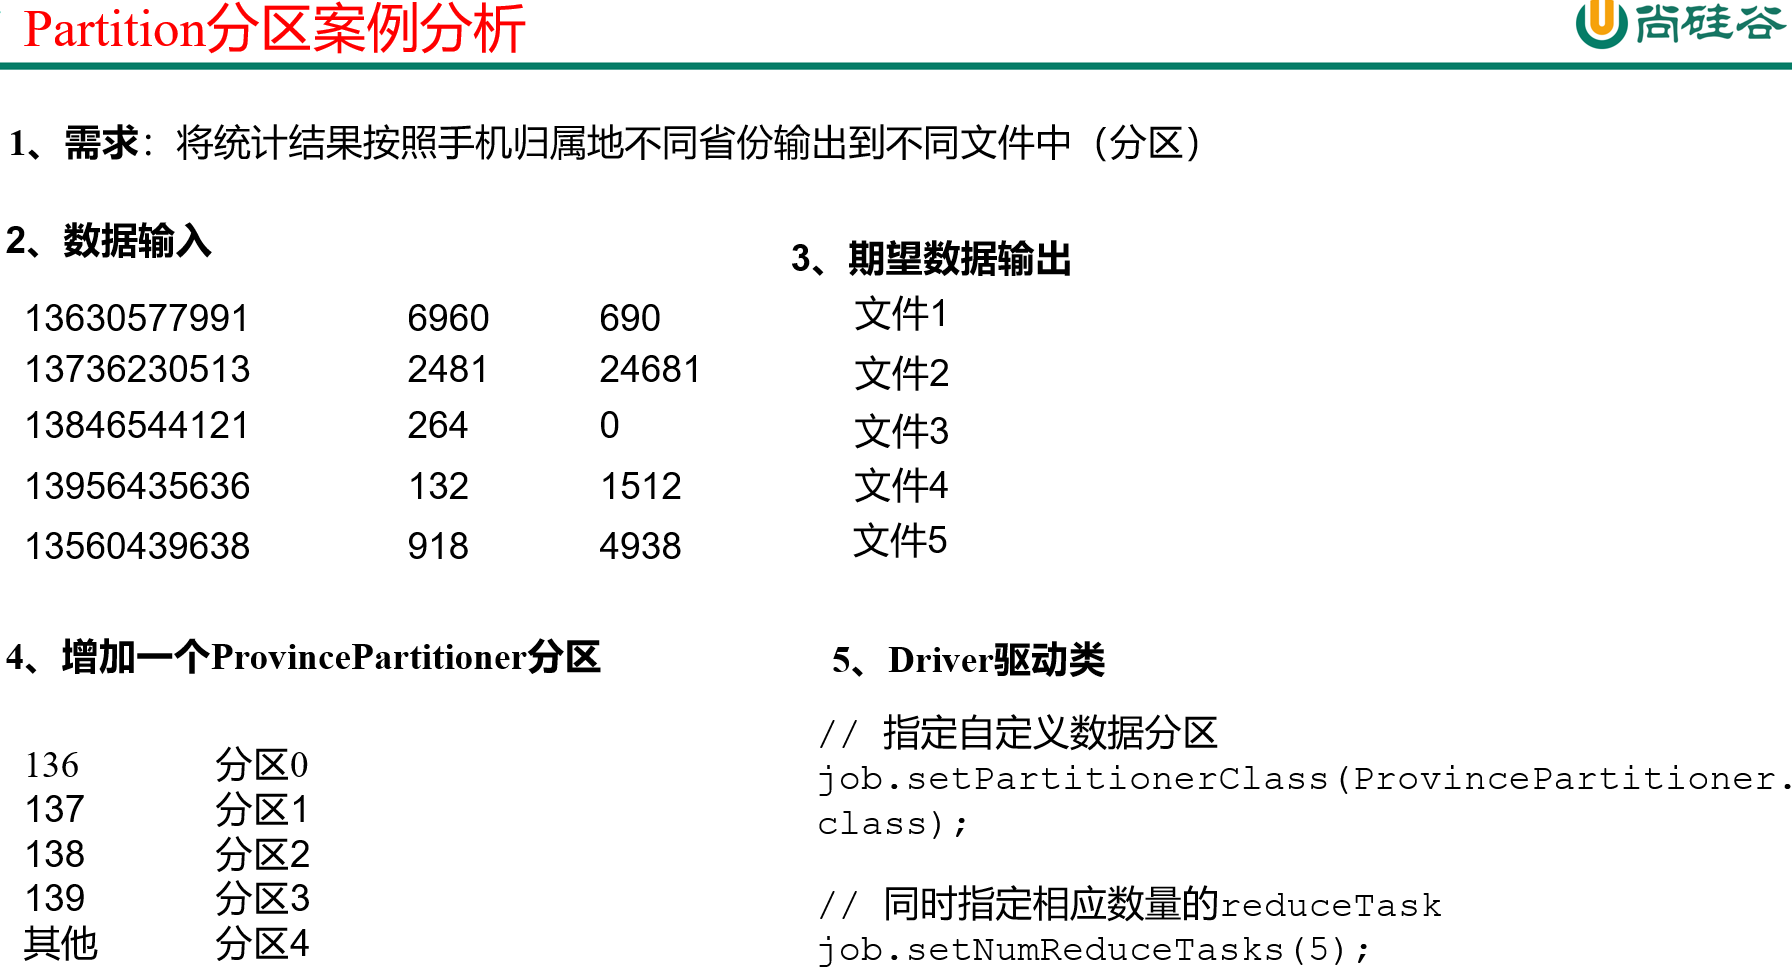 Partition分区案例分析
尚硅谷
1、需求：将统计结果按照手机归属地不同省份输出到不同文件中（分区）
2、数据输入
13630577991 6960 690
13736230513 2481 24681
13846544121 264 0
13956435636 132 1512
13560439638 918 4938
3、期望数据输出
文件1
文件2
文件3
文件4
文件5
4、增加一个ProvincePartitioner分区
136 分区0
137 分区1
138 分区2
139 分区3
其他 分区4
5、Driver驱动类
// 指定自定义数据分区
job.setPartitionerClass(ProvincePartitioner.
class);
// 同时指定相应数量的reduceTask
job.setNumReduceTasks(5);